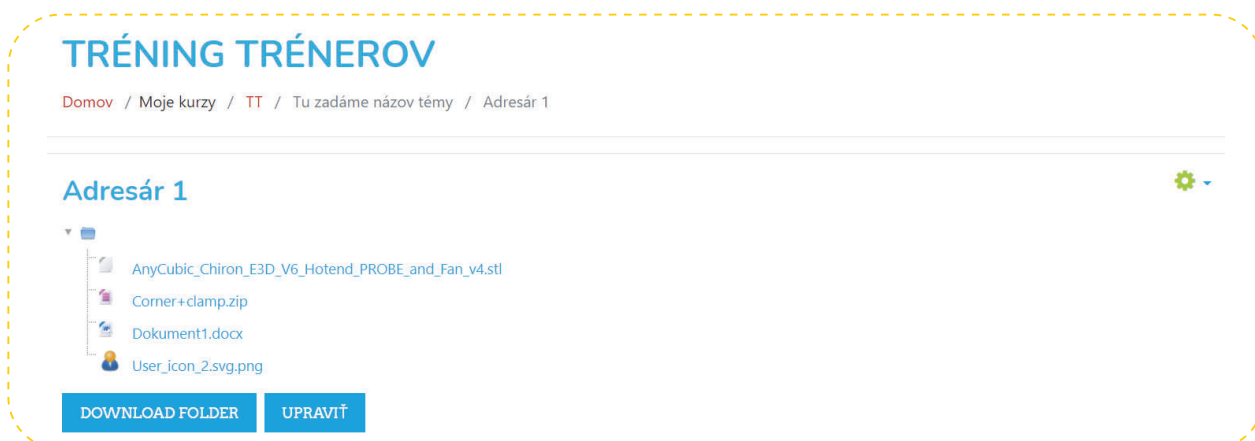 TRÉNING TRÉNEROV
Domov / Moje kurzy / TT / Tu zadáme názov témy / Adresár 1
Adresár 1
AnyCubic_Chiron_E3D_V6_Hotend_PROBE_and_Fan_v4.stl
Corner+clamp.zip
Dokument1.docx
User_icon_2.svg.png
DOWNLOAD FOLDER UPRAVIŤ